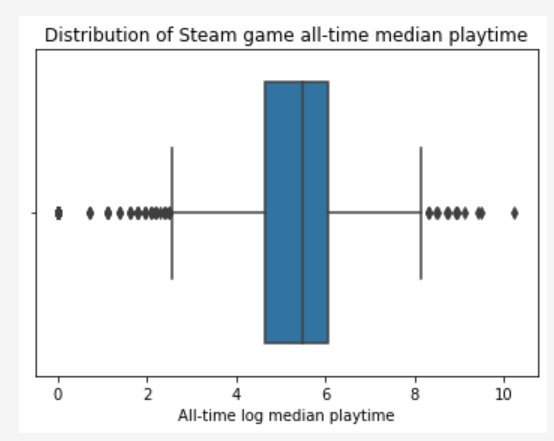 Distribution of Steam game all-time median playtime
0 2 4 6 8 10
All-time log median playtime